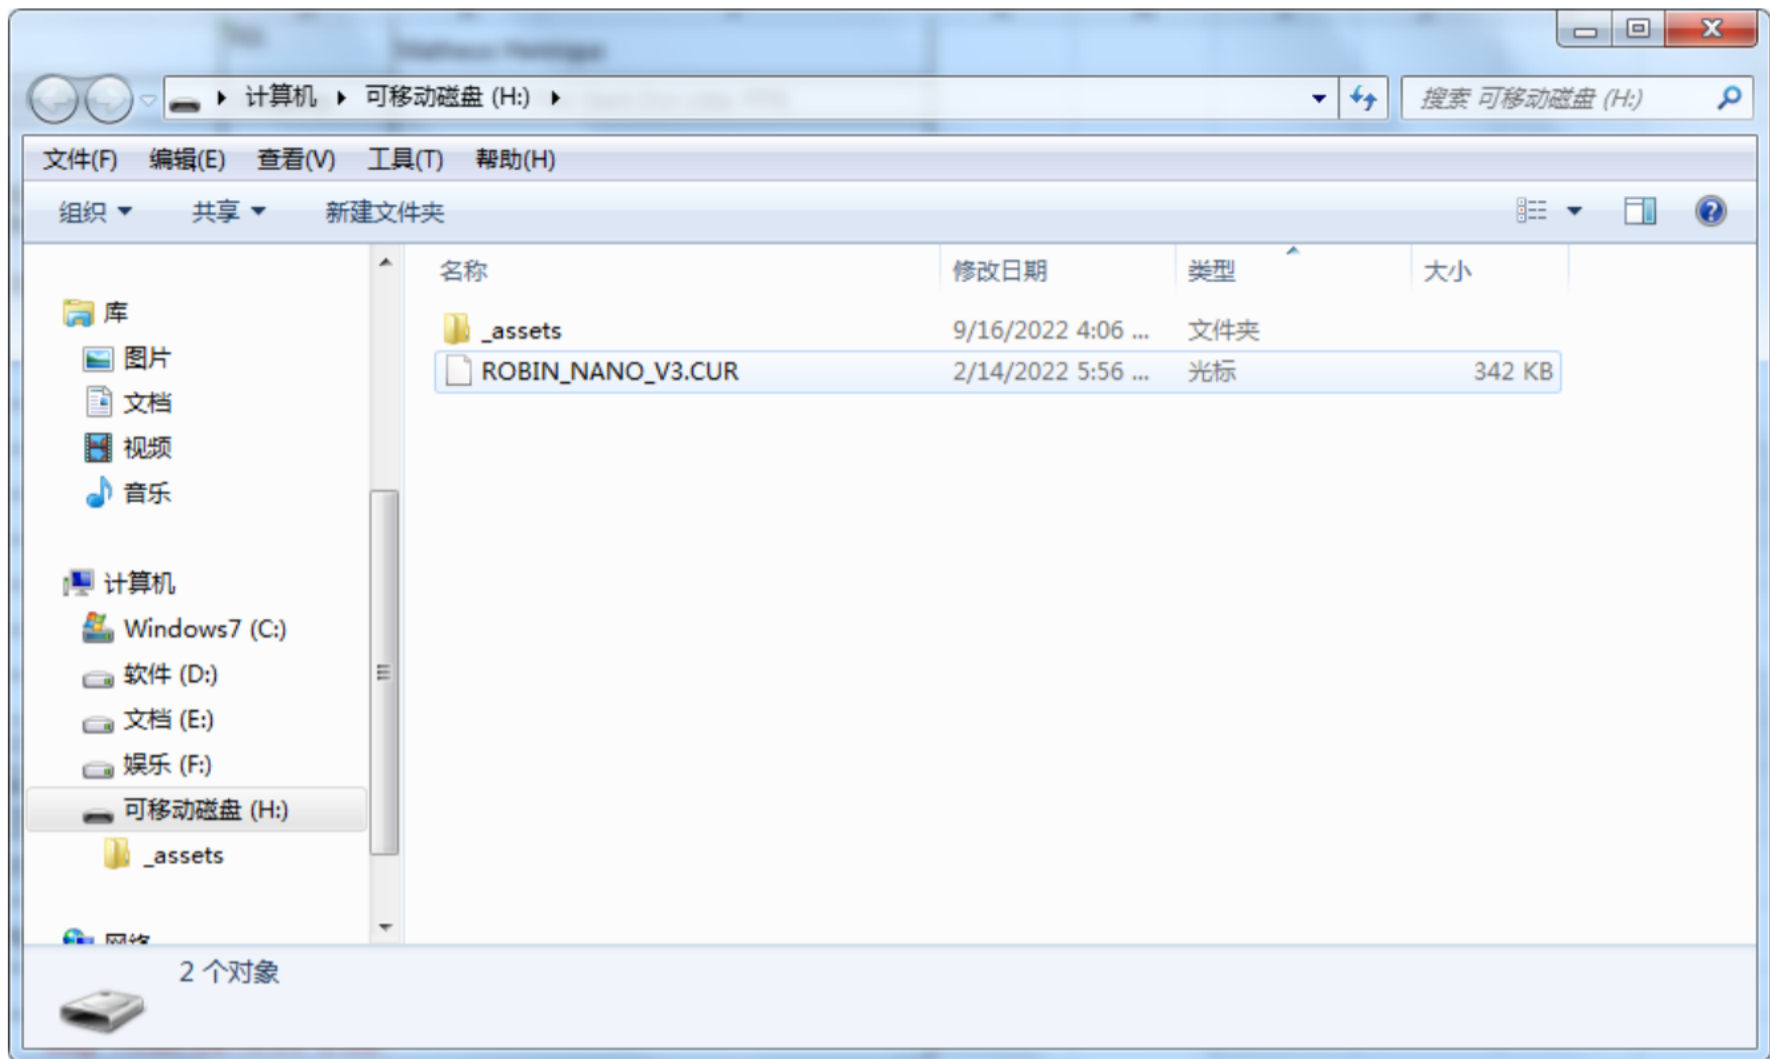 计算机 可移动磁盘 (H:)
搜索 可移动磁盘 (H:)
文件(F) 编辑(E) 查看(V) 工具(T) 帮助(H)
组织 共享 新建文件夹
名称 修改日期 类型 大小
_assets 9/16/2022 4:06 ... 文件夹
ROBIN_NANO_V3.CUR 2/14/2022 5:56 ... 光标 342 KB
库
图片
文档
视频
音乐
计算机
Windows7 (C:)
软件 (D:)
文档 (E:)
娱乐 (F:)
可移动磁盘 (H:)
_assets
网络
2 个对象